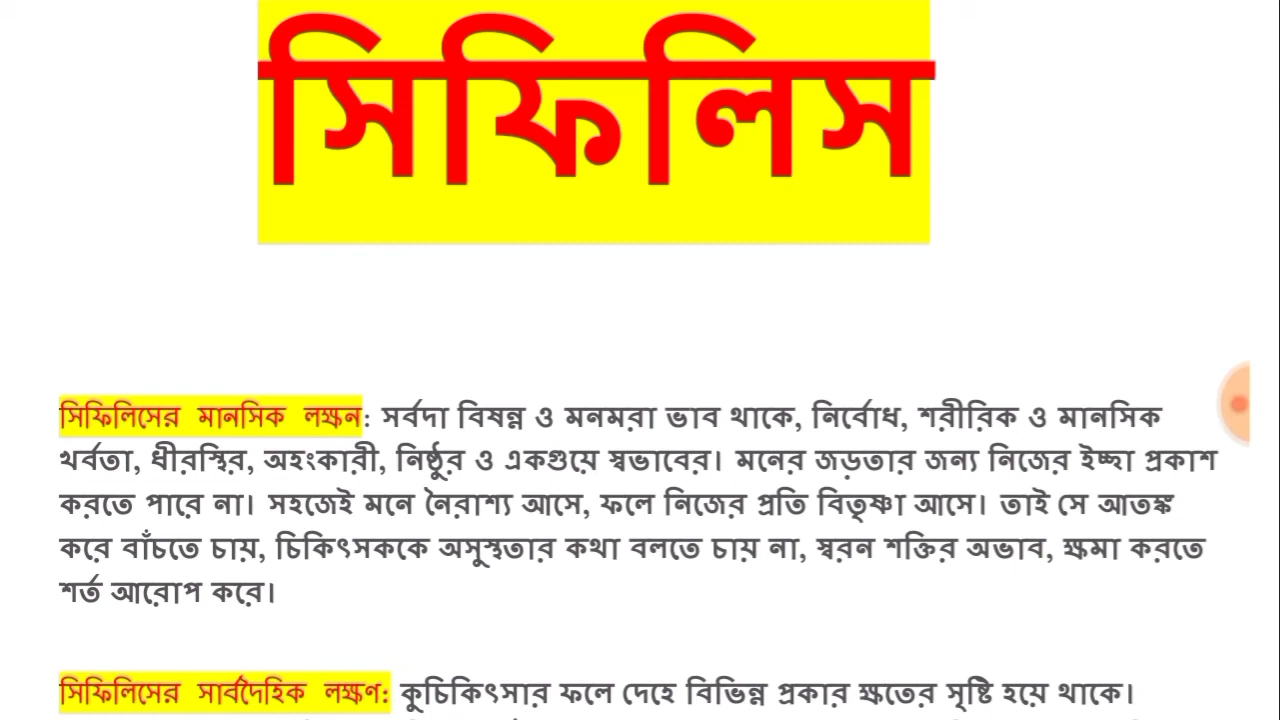 সিফিলিস
সিফিলিসের মানসিক লক্ষন: সর্বদা বিষন্ন ও মনমরা ভাব থাকে, নির্বোধ, শরীরিক ও মানসিক
খর্বতা, ধীরস্থির, অহংকারী, নিষ্ঠুর ও একগুয়ে স্বভাবের। মনের জড়তার জন্য নিজের ইচ্ছা প্রকাশ
করতে পারে না। সহজেই মনে নৈরাশ্য আসে, ফলে নিজের প্রতি বিতৃষ্ণা আসে। তাই সে আতঙ্ক
করে বাঁচতে চায়, চিকিৎসককে অসুস্থতার কথা বলতে চায় না, স্বরন শক্তির অভাব, ক্ষমা করতে
শর্ত আরোপ করে।
সিফিলিসের সার্বদৈহিক লক্ষণ: কুচিকিৎসার ফলে দেহে বিভিন্ন প্রকার ক্ষতের সৃষ্টি হয়ে থাকে।